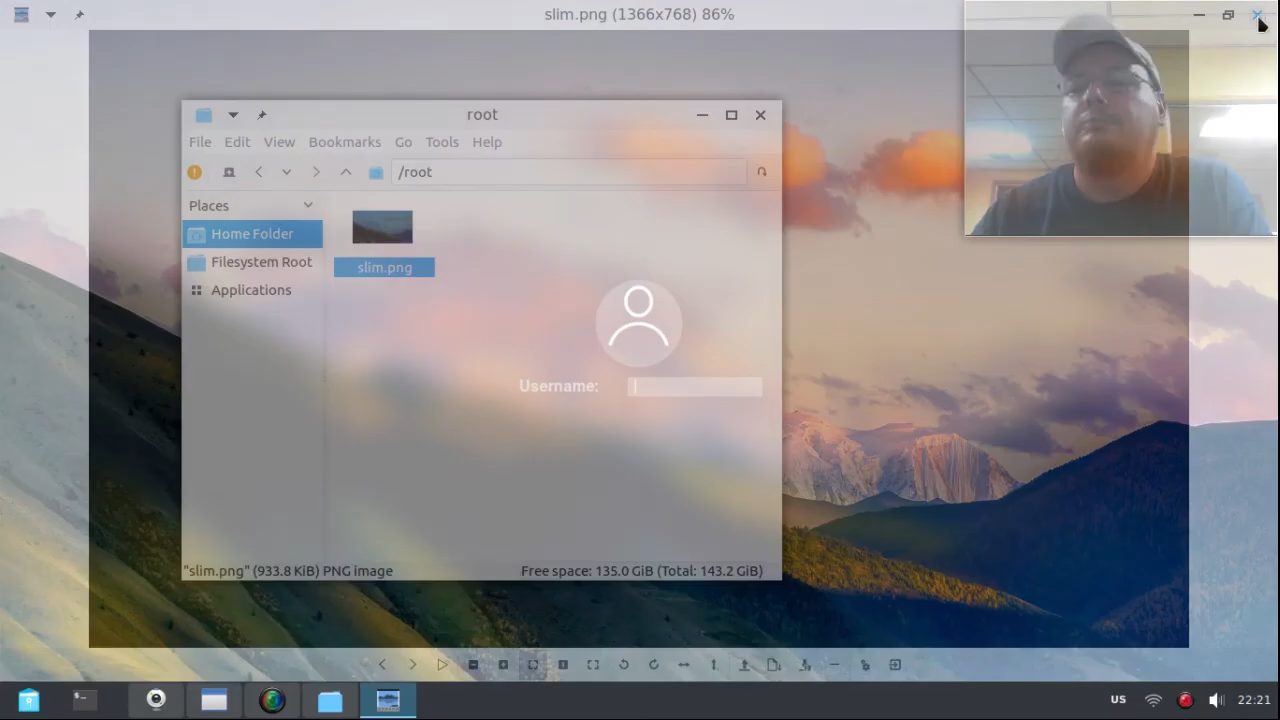 slim.png (1366x768) 86%
root
File Edit View Bookmarks Go Tools Help
/root
Places
Home Folder
Filesystem Root
Applications
slim.png
Username:
"slim.png" (933.8 KiB) PNG image
Free space: 135.0 GiB (Total: 143.2 GiB)
US
22:21